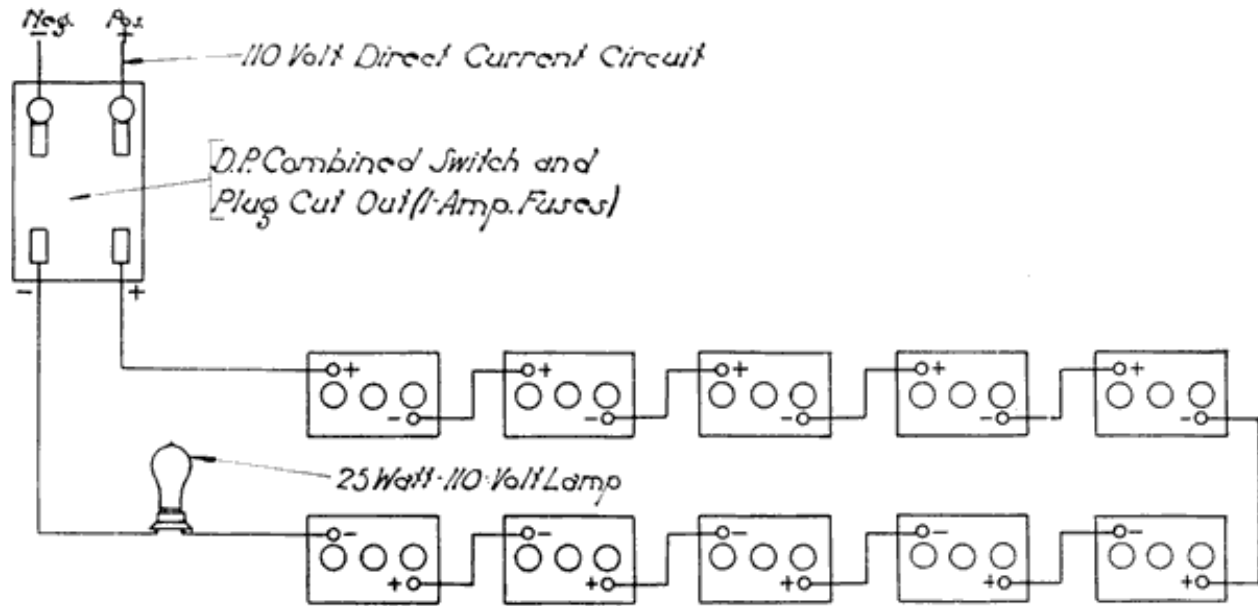 Neg. Pos.
- +
110 Volt Direct Current Circuit
D.P. Combined Switch and
Plug Cut Out (1-Amp. Fuses)
- +
+ + + + +
- - - - -
25 Watt-110-Volt Lamp
- - - - -
+ + + + +